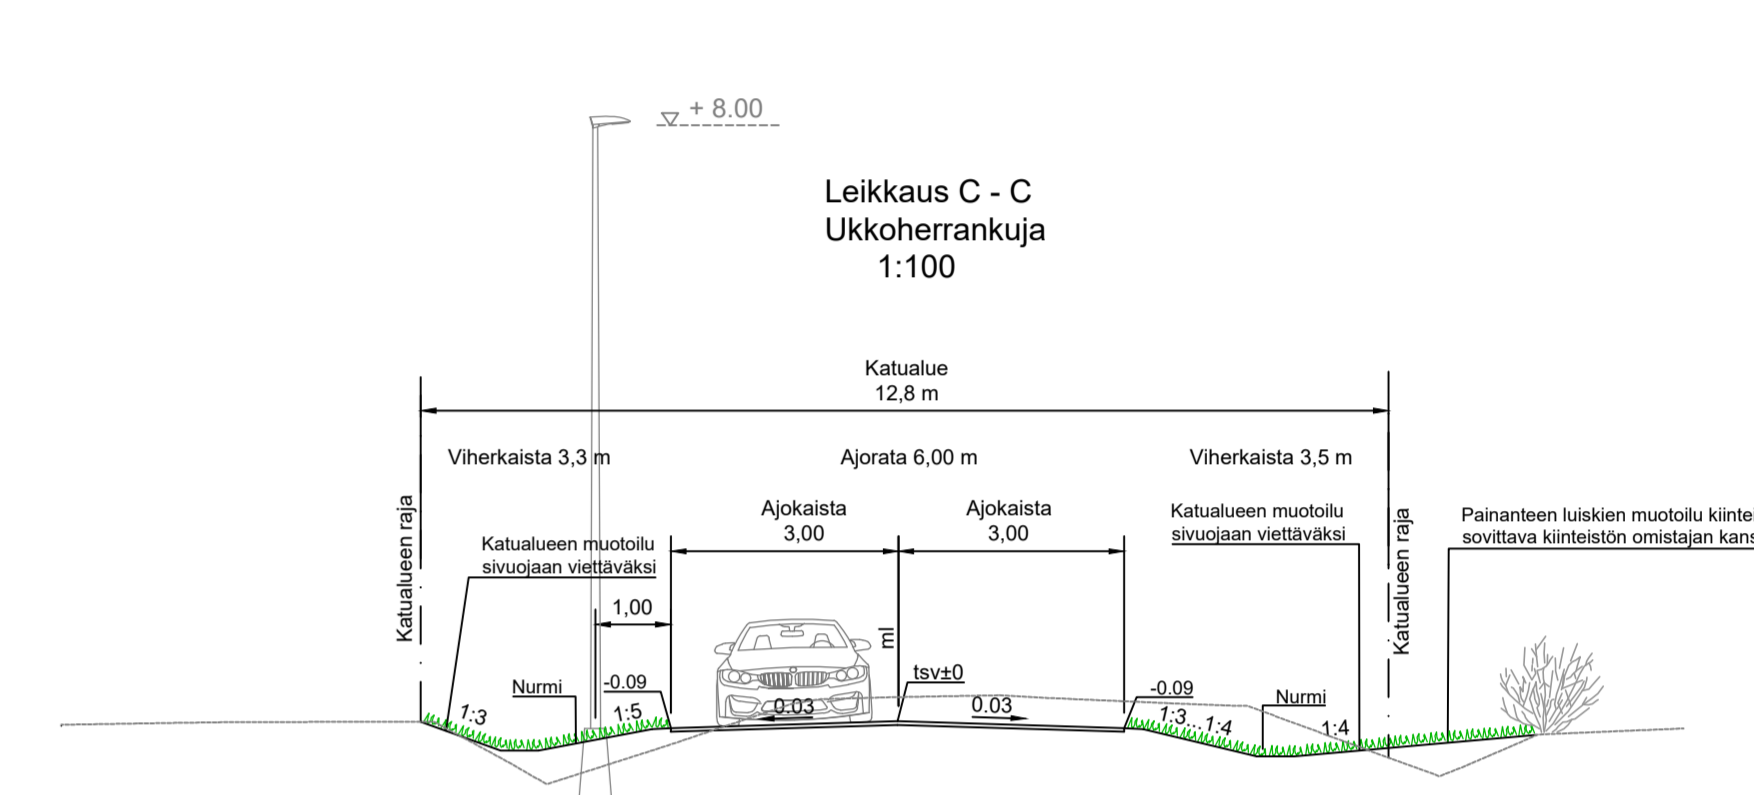 + 8.00
Leikkaus C - C
Ukkoherrankuja
1:100
Katualue
12,8 m
Viherkaista 3,3 m
Ajorata 6,00 m
Viherkaista 3,5 m
Katualueen raja
Katualueen muotoilu
sivuojaan viettäväksi
Ajokaista
3,00
Ajokaista
3,00
Katualueen muotoilu
sivuojaan viettäväksi
Katualueen raja
Painanteen luiskien muotoilu
sovittava kiinteistön omistajan
1,00
ml
Nurmi
-0.09
tsv±0
-0.09
Nurmi
1:3
1:5
0.03
0.03
1:3...1:4
1:4